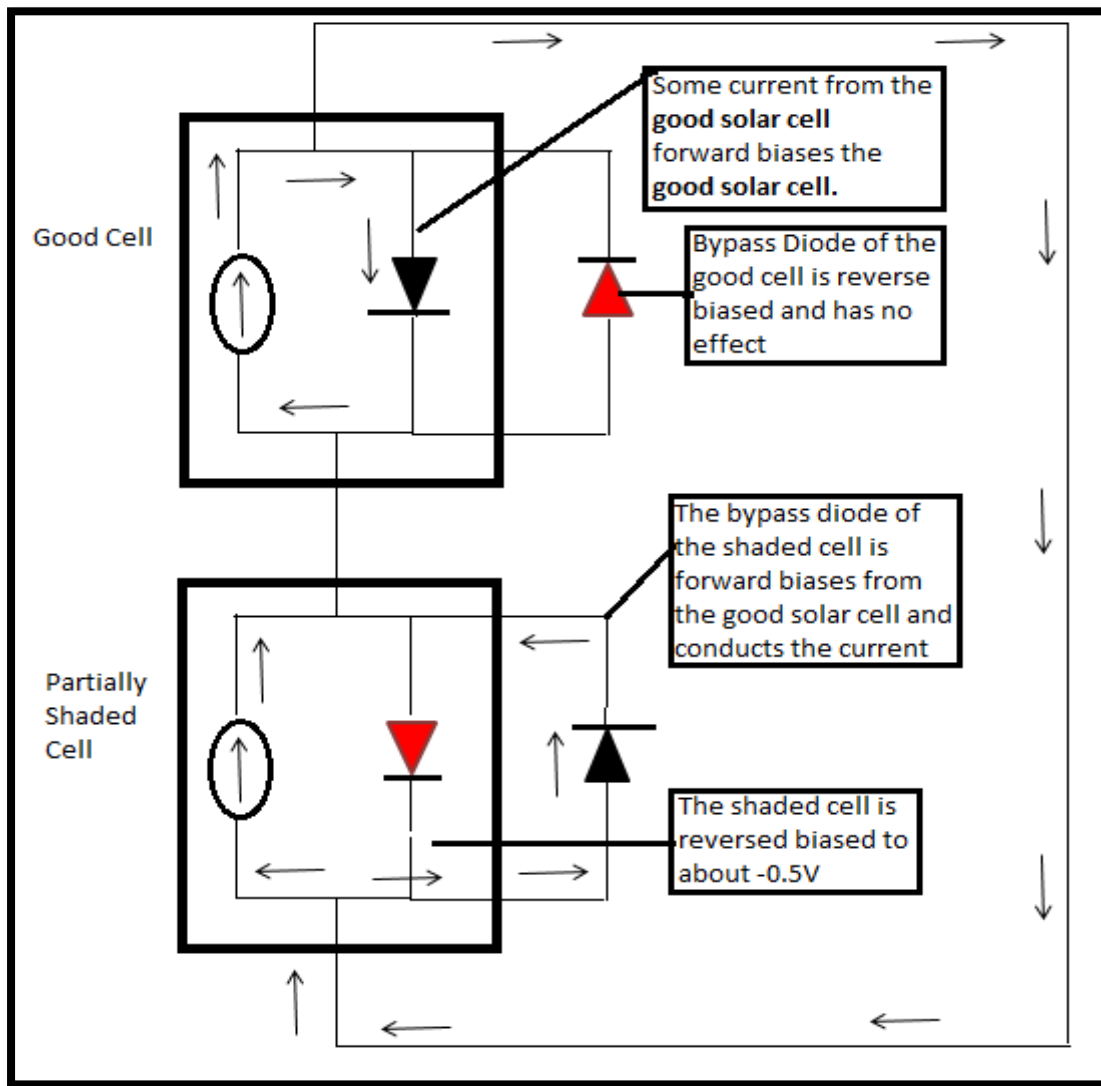 Some current from the
good solar cell
forward biases the
good solar cell.
Good Cell
Bypass Diode of the
good cell is reverse
biased and has no
effect
The bypass diode of
the shaded cell is
forward biases from
the good solar cell and
conducts the current
Partially
Shaded
Cell
The shaded cell is
reversed biased to
about -0.5V